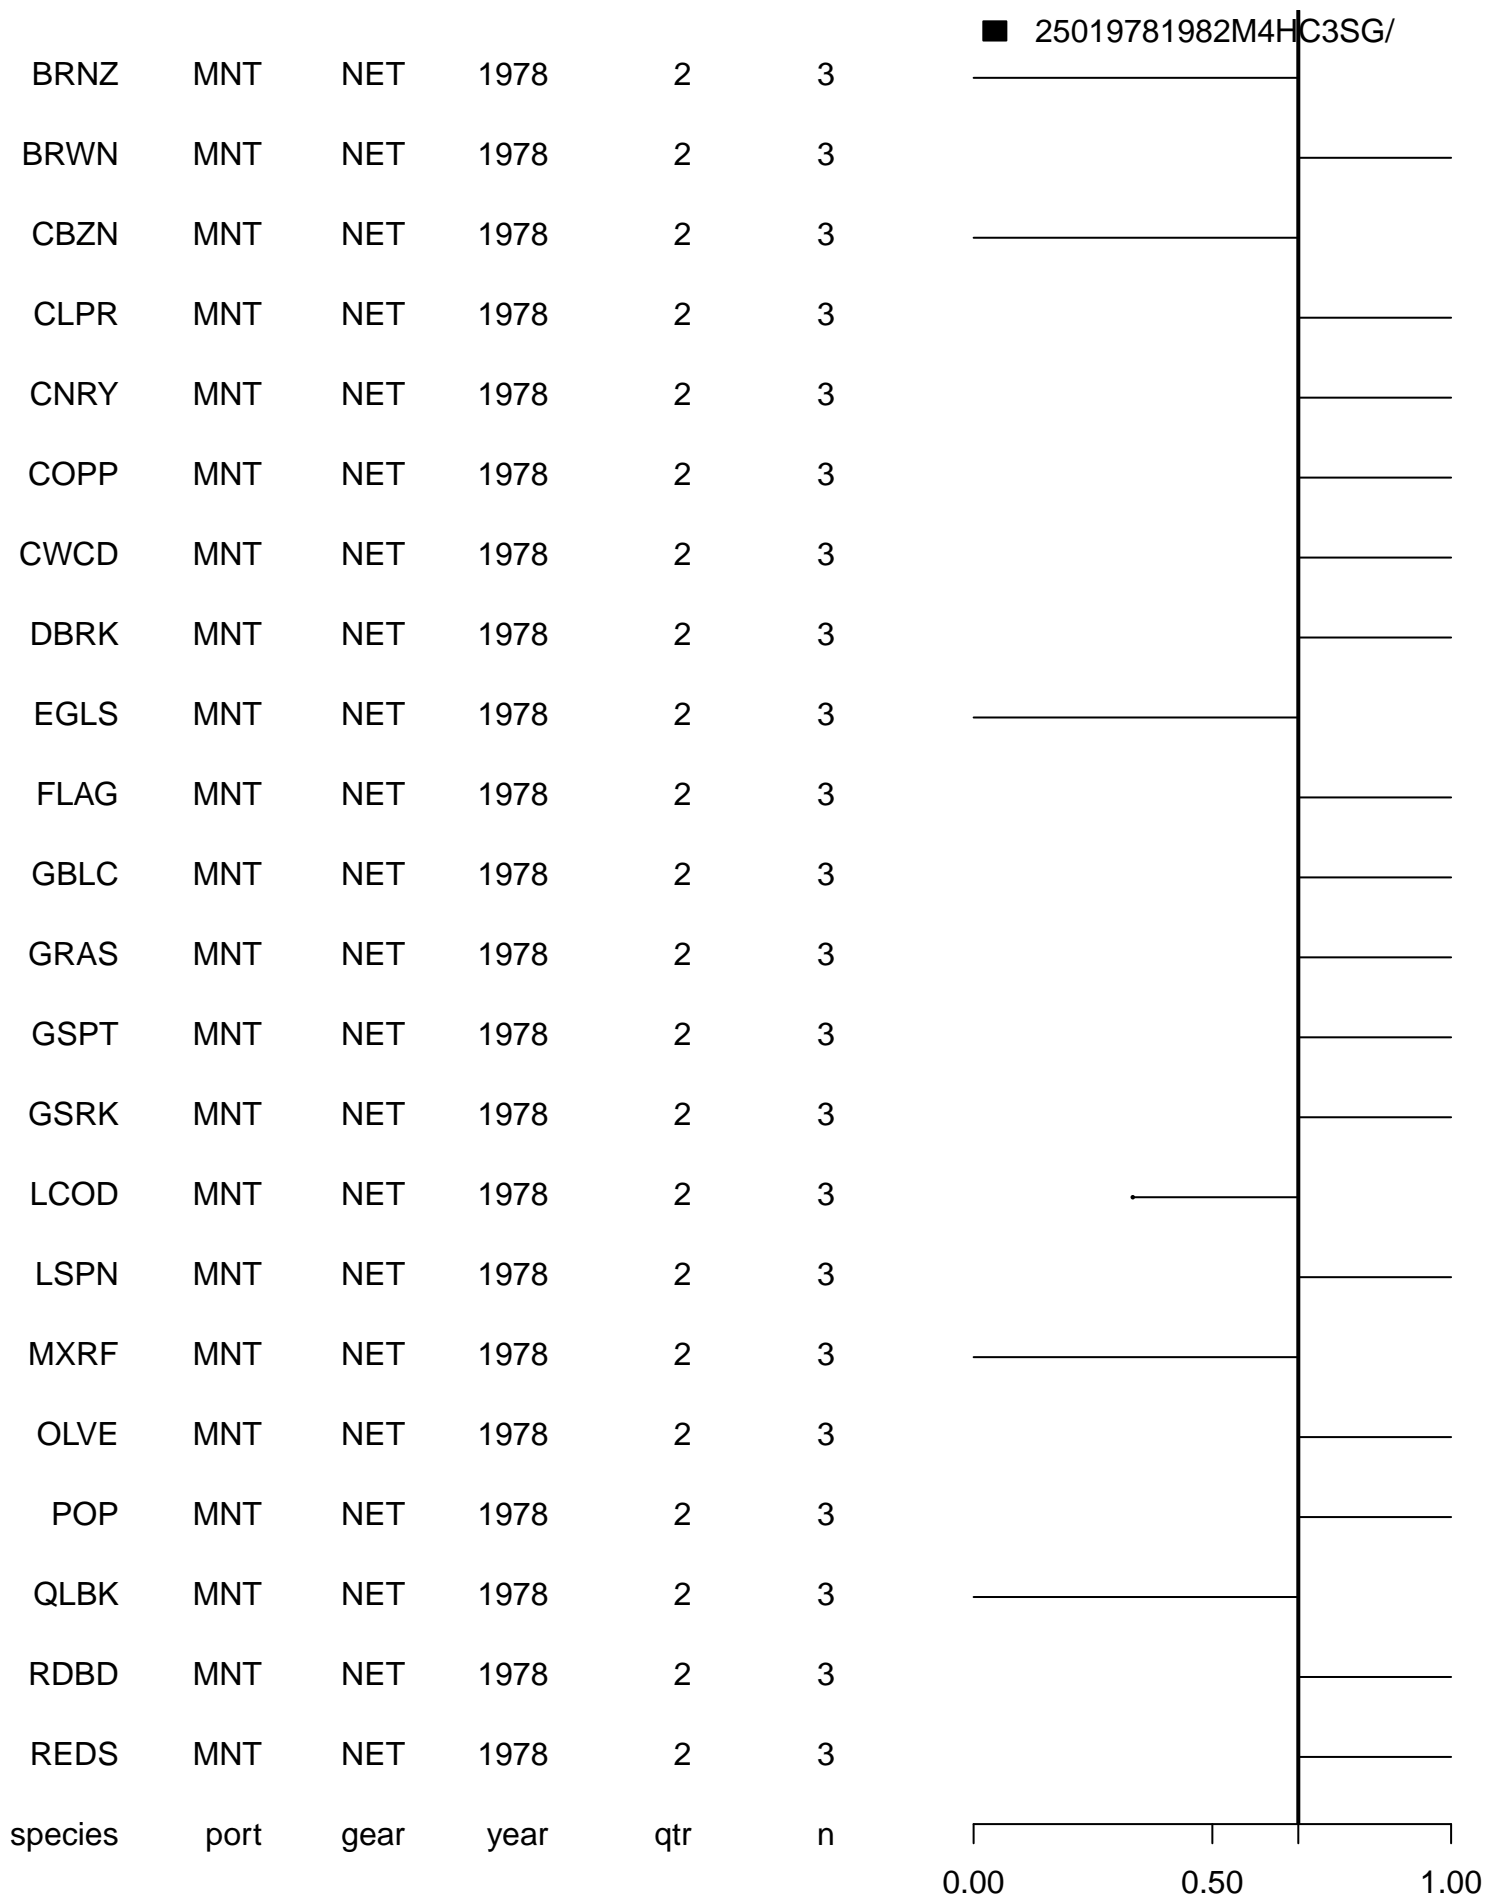 25019781982M4HC3SG/
BRNZ MNT NET 1978 2 3
BRWN MNT NET 1978 2 3
CBZN MNT NET 1978 2 3
CLPR MNT NET 1978 2 3
CNRY MNT NET 1978 2 3
COPP MNT NET 1978 2 3
CWCD MNT NET 1978 2 3
DBRK MNT NET 1978 2 3
EGLS MNT NET 1978 2 3
FLAG MNT NET 1978 2 3
GBLC MNT NET 1978 2 3
GRAS MNT NET 1978 2 3
GSPT MNT NET 1978 2 3
GSRK MNT NET 1978 2 3
LCOD MNT NET 1978 2 3
LSPN MNT NET 1978 2 3
MXRF MNT NET 1978 2 3
OLVE MNT NET 1978 2 3
POP MNT NET 1978 2 3
QLBK MNT NET 1978 2 3
RDBD MNT NET 1978 2 3
REDS MNT NET 1978 2 3
species port gear year qtr n
0.00 0.50 1.00